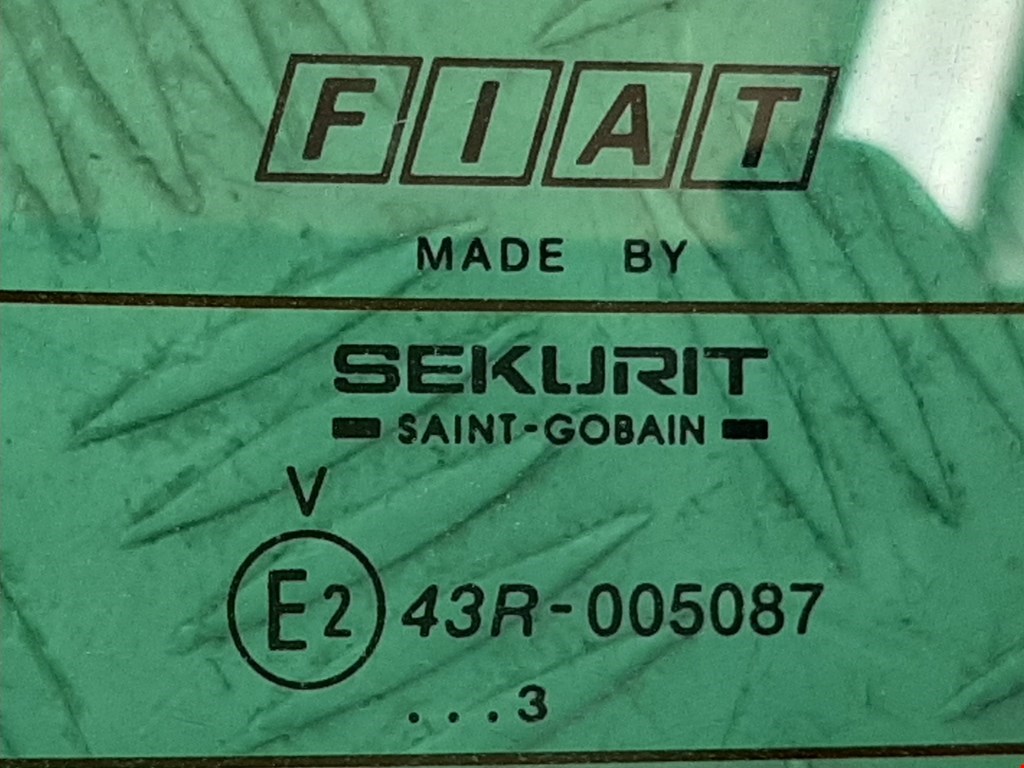 FIAT
MADE BY
SEKURIT
SAINT-GOBAIN
V
E2 43R-005087
...3